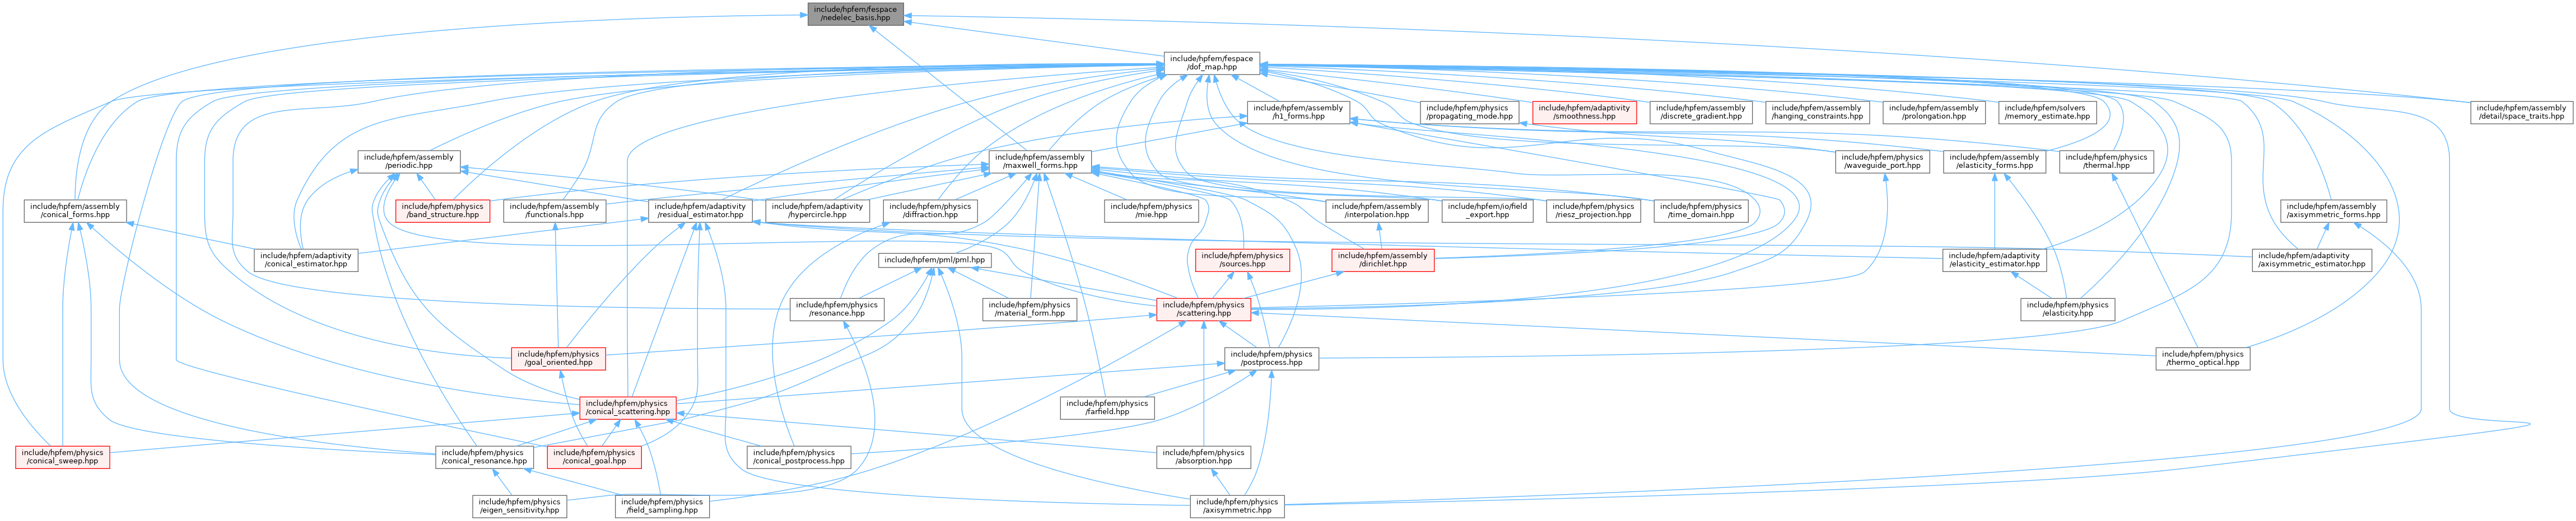 include/hpfem/fespace
/nedelec_basis.hpp
include/hpfem/fespace
/dof_map.hpp
include/hpfem/assembly
/h1_forms.hpp
include/hpfem/physics
/propagating_mode.hpp
include/hpfem/adaptivity
/smoothness.hpp
include/hpfem/assembly
/discrete_gradient.hpp
include/hpfem/assembly
/hanging_constraints.hpp
include/hpfem/assembly
/prolongation.hpp
include/hpfem/solvers
/memory_estimate.hpp
include/hpfem/assembly
/detail/space_traits.hpp
include/hpfem/assembly
/periodic.hpp
include/hpfem/assembly
/maxwell_forms.hpp
include/hpfem/physics
/waveguide_port.hpp
include/hpfem/assembly
/elasticity_forms.hpp
include/hpfem/physics
/thermal.hpp
include/hpfem/assembly
/conical_forms.hpp
include/hpfem/physics
/band_structure.hpp
include/hpfem/assembly
/functionals.hpp
include/hpfem/adaptivity
/residual_estimator.hpp
include/hpfem/adaptivity
/hypercircle.hpp
include/hpfem/physics
/diffraction.hpp
include/hpfem/physics
/mie.hpp
include/hpfem/assembly
/interpolation.hpp
include/hpfem/io/field
_export.hpp
include/hpfem/physics
/riesz_projection.hpp
include/hpfem/physics
/time_domain.hpp
include/hpfem/assembly
/axisymmetric_forms.hpp
include/hpfem/adaptivity
/conical_estimator.hpp
include/hpfem/pml/pml.hpp
include/hpfem/physics
/sources.hpp
include/hpfem/assembly
/dirichlet.hpp
include/hpfem/adaptivity
/elasticity_estimator.hpp
include/hpfem/adaptivity
/axisymmetric_estimator.hpp
include/hpfem/physics
/resonance.hpp
include/hpfem/physics
/material_form.hpp
include/hpfem/physics
/scattering.hpp
include/hpfem/physics
/elasticity.hpp
include/hpfem/physics
/goal_oriented.hpp
include/hpfem/physics
/postprocess.hpp
include/hpfem/physics
/thermo_optical.hpp
include/hpfem/physics
/conical_scattering.hpp
include/hpfem/physics
/farfield.hpp
include/hpfem/physics
/conical_sweep.hpp
include/hpfem/physics
/conical_resonance.hpp
include/hpfem/physics
/conical_goal.hpp
include/hpfem/physics
/conical_postprocess.hpp
include/hpfem/physics
/absorption.hpp
include/hpfem/physics
/eigen_sensitivity.hpp
include/hpfem/physics
/field_sampling.hpp
include/hpfem/physics
/axisymmetric.hpp